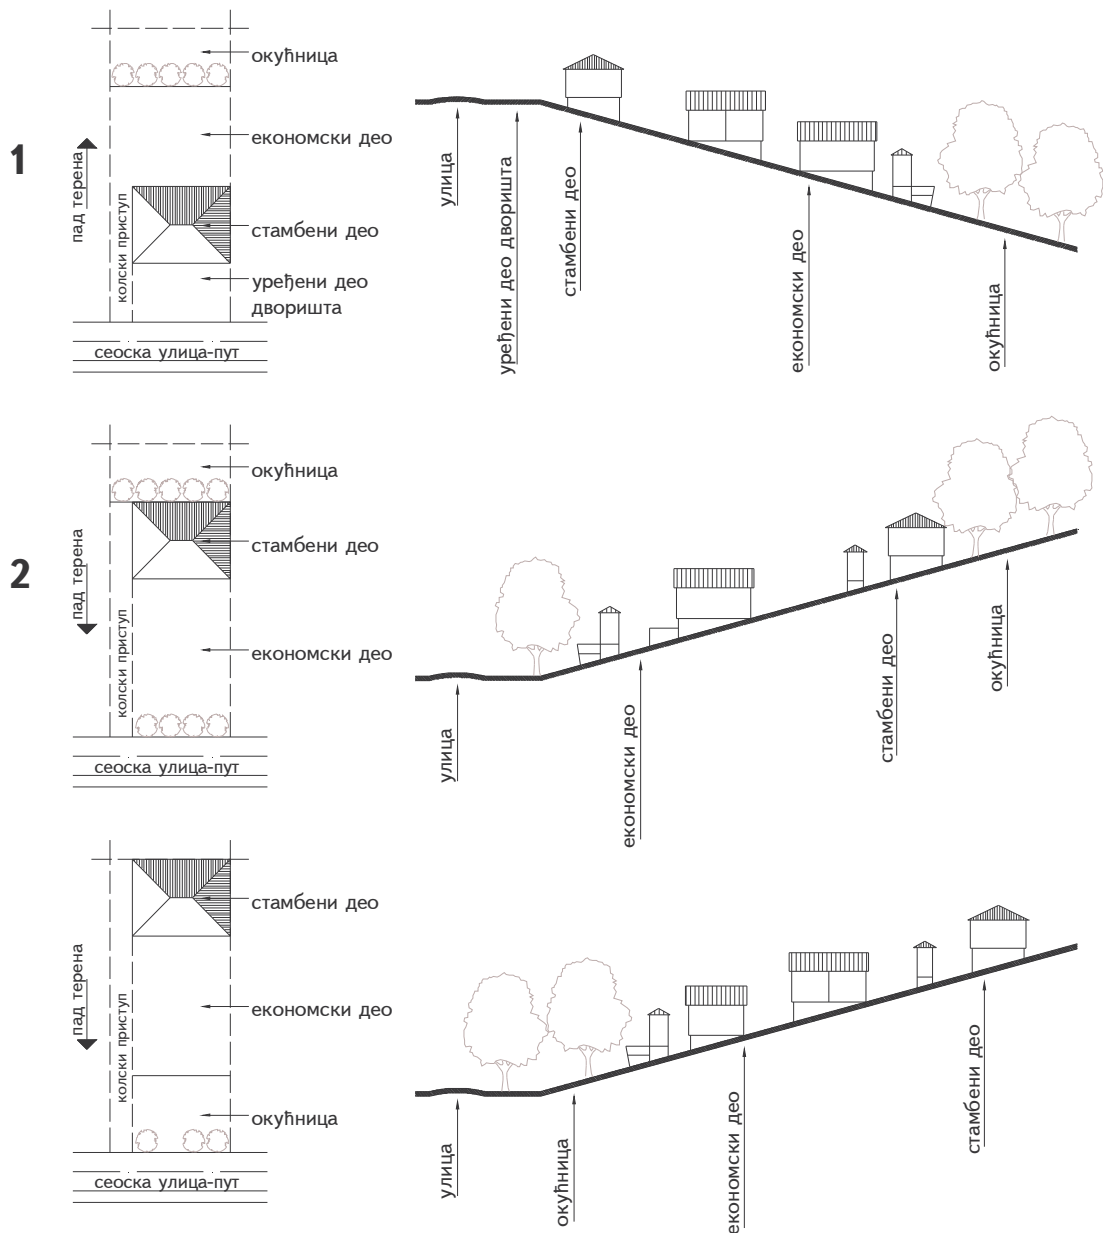 1
окућница
економски део
стамбени део
уређени део
дворишта
пад терена
колски приступ
сеоска улица-пут
улица
уређени део дворишта
стамбени део
економски део
окућница
2
окућница
стамбени део
економски део
пад терена
колски приступ
сеоска улица-пут
улица
економски део
стамбени део
окућница
стамбени део
економски део
окућница
пад терена
колски приступ
сеоска улица-пут
улица
окућница
економски део
стамбени део